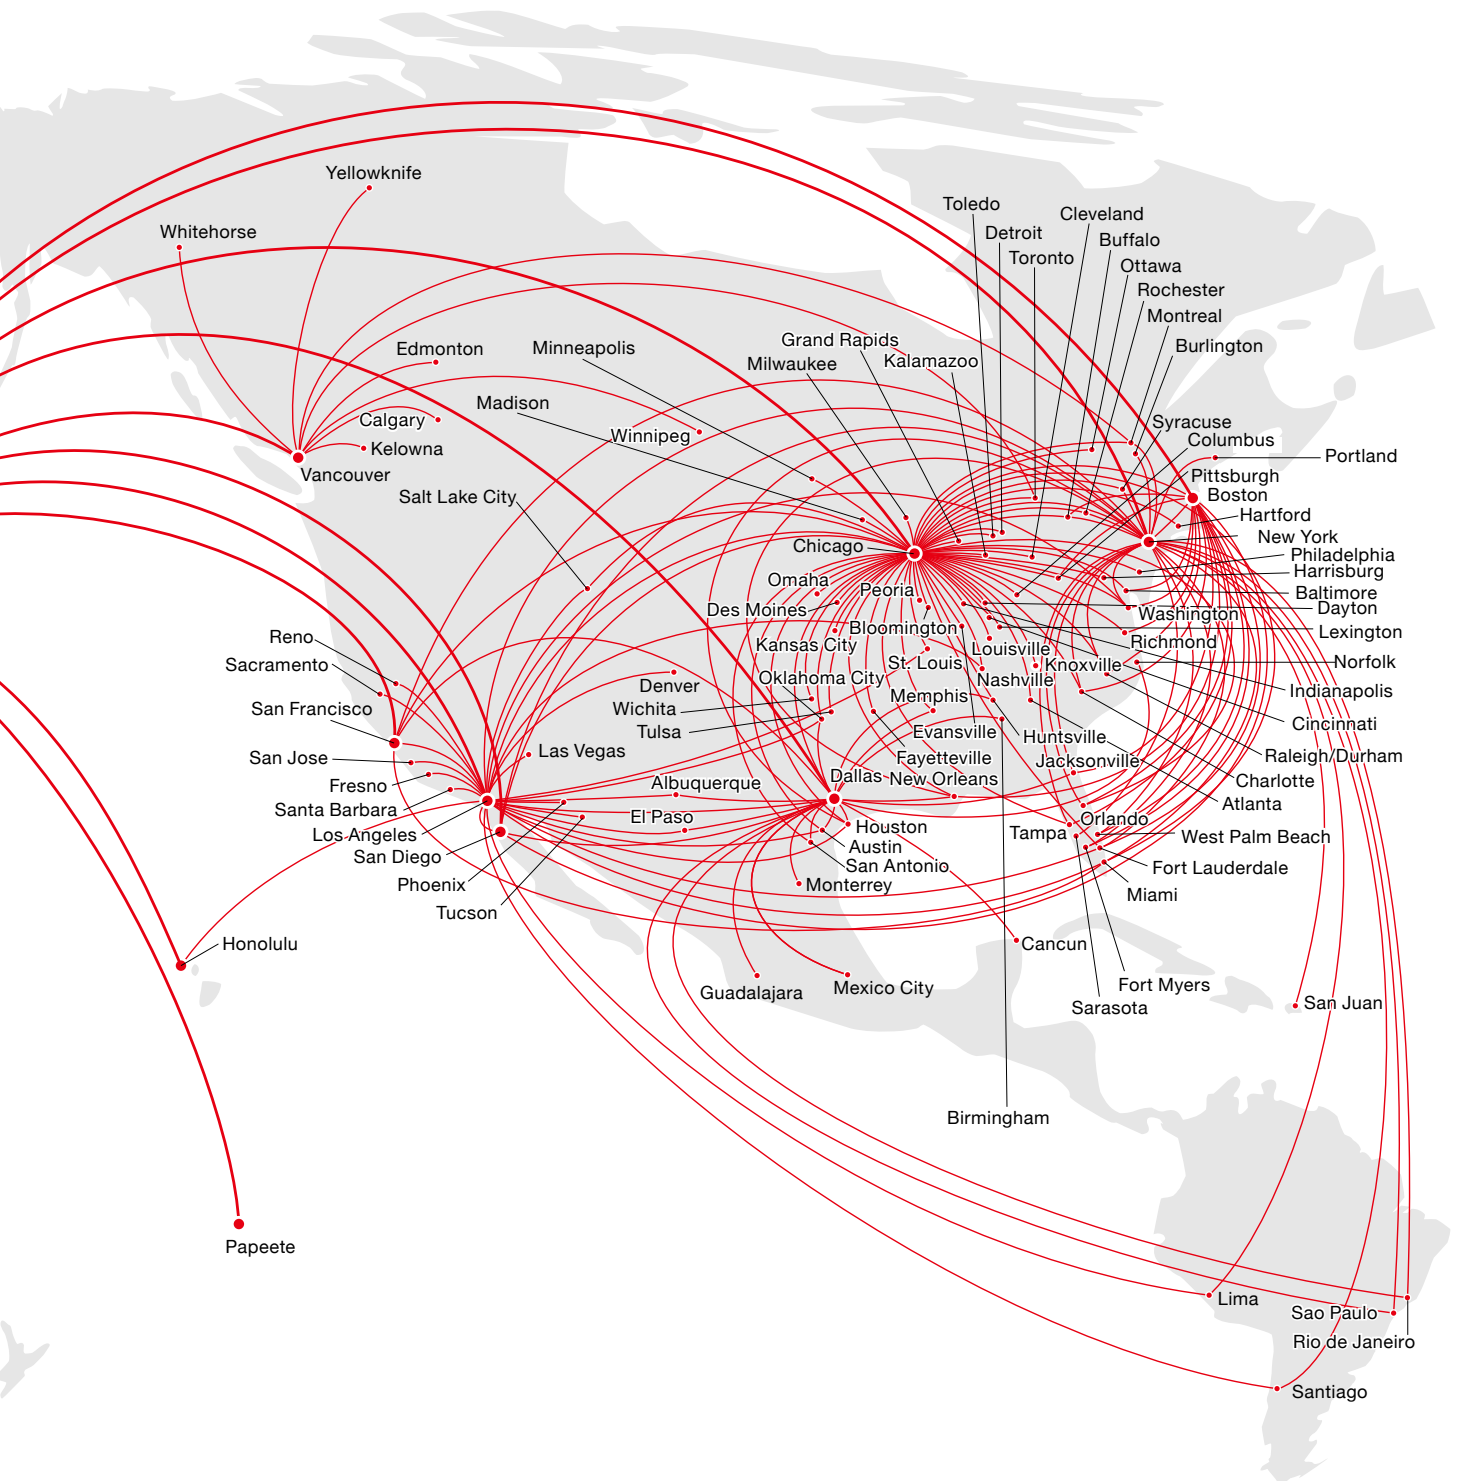 Yellowknife
Toledo
Cleveland
Whitehorse
Detroit
Buffalo
Toronto
Ottawa
Rochester
Montreal
Grand Rapids
Burlington
Edmonton
Minneapolis
Milwaukee
Kalamazoo
Madison
Calgary
Winnipeg
Syracuse
Columbus
Kelowna
Portland
Vancouver
Pittsburgh
Salt Lake City
Boston
Hartford
New York
Chicago
Philadelphia
Harrisburg
Omaha
Peoria
Baltimore
Des Moines
Dayton
Washington
Bloomington
Lexington
Reno
Kansas City
Louisville
Richmond
Sacramento
St. Louis
Knoxville
Norfolk
Oklahoma City
Nashville
Denver
Memphis
Indianapolis
San Francisco
Wichita
Cincinnati
Tulsa
Evansville
Huntsville
Las Vegas
San Jose
Fayetteville
Jacksonville
Raleigh/Durham
Dallas
New Orleans
Fresno
Albuquerque
Charlotte
Santa Barbara
Atlanta
El Paso
Orlando
Los Angeles
Houston
Tampa
West Palm Beach
San Diego
Austin
San Antonio
Fort Lauderdale
Phoenix
Monterrey
Miami
Tucson
Honolulu
Cancun
Fort Myers
Guadalajara
Mexico City
San Juan
Sarasota
Birmingham
Papeete
Lima
Sao Paulo
Rio de Janeiro
Santiago